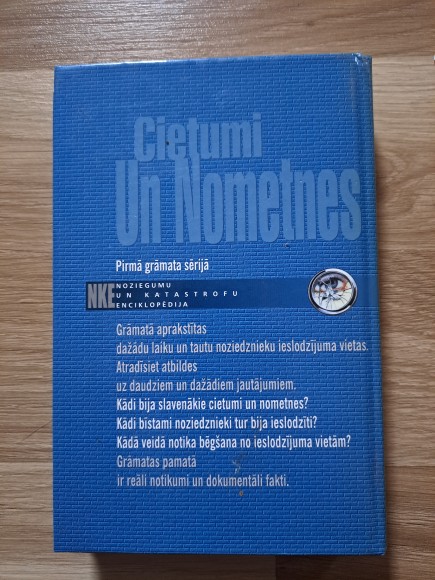 Cietumi
Un Nometnes
Pirmā grāmata sērijā
NKE
NOZIEGUMU
UN KATASTROFU
ENCIKLOPĒDIJA
Grāmatā aprakstītas
dažādu laiku un tautu noziedznieku ieslodzījuma vietas.
Atradīsiet atbildes
uz daudziem un dažādiem jautājumiem.
Kādi bija slavenākie cietumi un nometnes?
Kādi bīstami noziedznieki tur bija ieslodzīti?
Kādā veidā notika bēgšana no ieslodzījuma vietām?
Grāmatas pamatā
ir reāli notikumi un dokumentāli fakti.